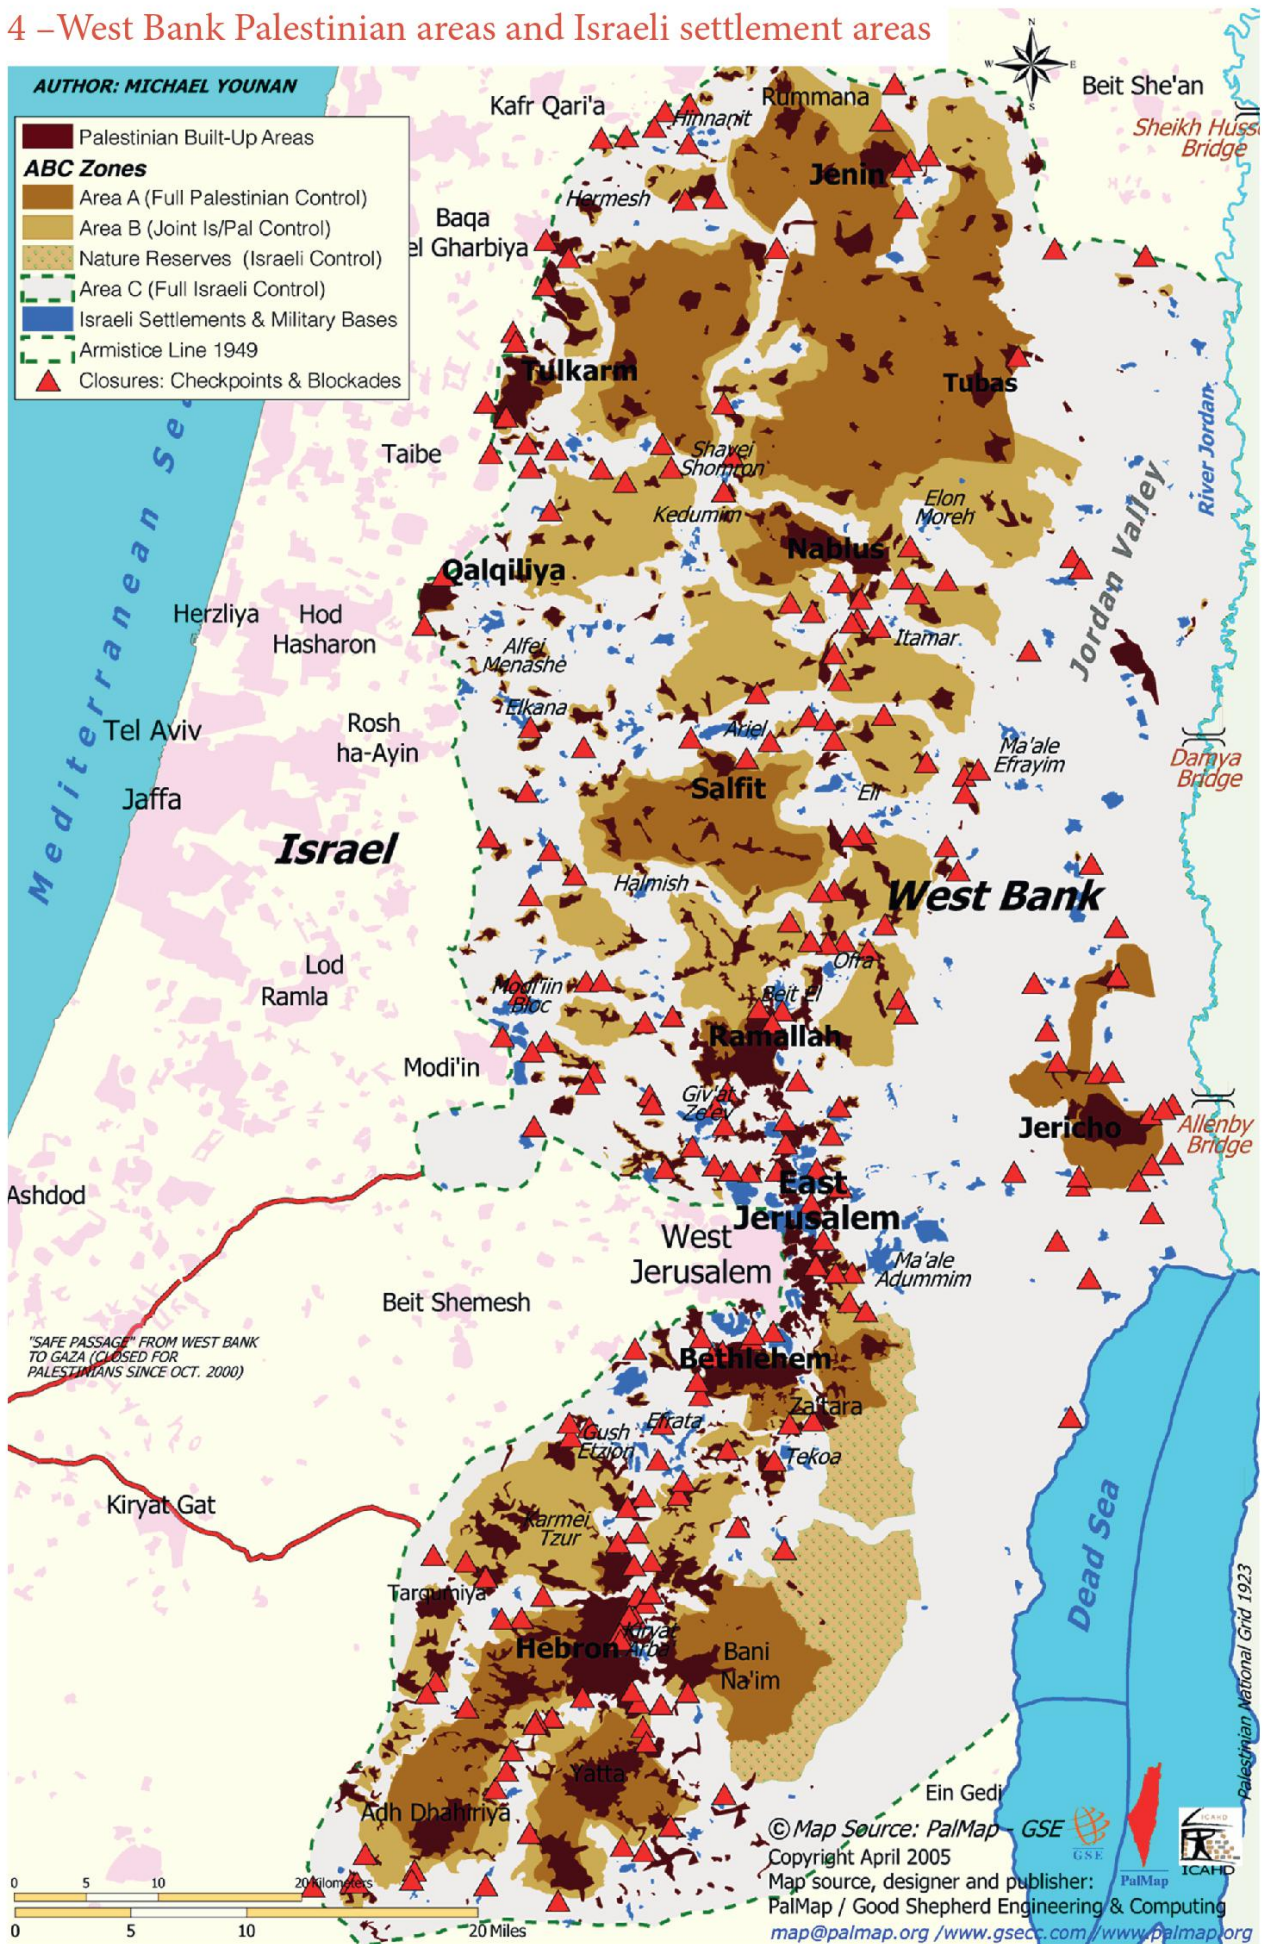 4 –West Bank Palestinian areas and Israeli settlement areas
AUTHOR: MICHAEL YOUNAN
Palestinian Built-Up Areas
ABC Zones
Area A (Full Palestinian Control)
Area B (Joint Is/Pal Control)
Nature Reserves (Israeli Control)
Area C (Full Israeli Control)
Israeli Settlements & Military Bases
Armistice Line 1949
Closures: Checkpoints & Blockades
N
W
E
S
Beit She'an
Sheikh Huss
Bridge
Kafr Qari'a
Rummana
Hinnanit
Jenin
Hermesh
Baqa
el Gharbiya
Tulkarm
Tubas
Taibe
Shavei
Shomron
Kedumim
Elon
Moreh
River Jordan
Jordan Valley
Mediterranean Sea
Nablus
Qalqiliya
Herzliya
Hod
Hasharon
Itamar
Alfei
Menashe
Elkana
Tel Aviv
Rosh
ha-Ayin
Ariel
Ma'ale
Efrayim
Damya
Bridge
Jaffa
Salfit
Eli
Israel
Halmish
West Bank
Lod
Ramla
Ofra
Modi'iin
Bloc
Beit El
Ramallah
Modi'in
Giv'at
Ze'ev
Jericho
Allenby
Bridge
Ashdod
East
Jerusalem
West
Jerusalem
Ma'ale
Adummim
Beit Shemesh
"SAFE PASSAGE" FROM WEST BANK
TO GAZA (CLOSED FOR
PALESTINIANS SINCE OCT. 2000)
Bethlehem
Za'tara
Efrata
Gush
Etzion
Tekoa
Kiryat Gat
Karmei
Tzur
Dead Sea
Tarqumiya
Hebron
Kiryat
Arba
Bani
Na'im
Palestinian National Grid 1923
Yatta
Adh Dhahiriya
Ein Gedi
© Map Source: PalMap - GSE
Copyright April 2005
Map source, designer and publisher:
PalMap / Good Shepherd Engineering & Computing
map@palmap.org /www.gsecc.com/www.palmap.org
GSE
PalMap
ICAHD
ICAHD
0 5 10 20 Kilometers
0 5 10 20 Miles